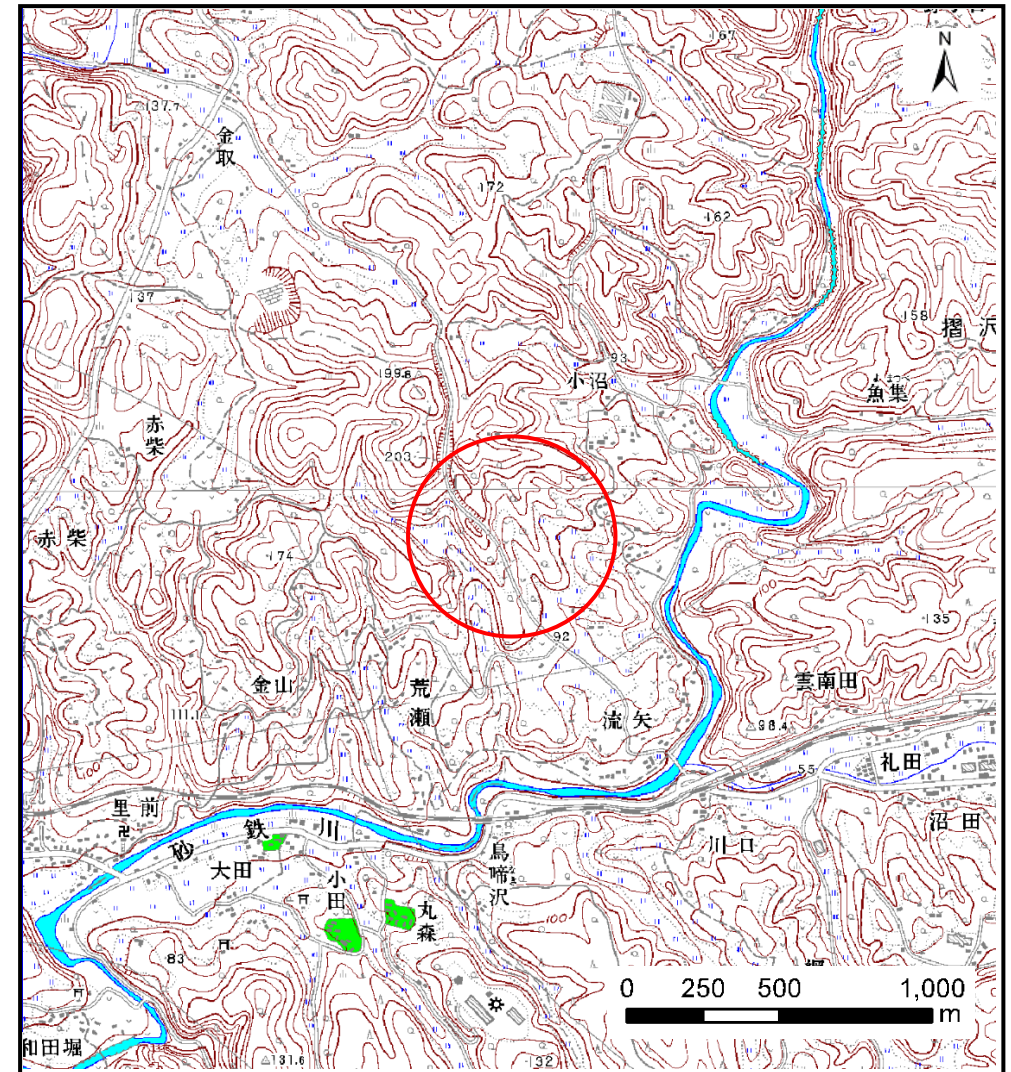 N
167
137.7
金取
172
162
137
158
摺沢
93
小沼
199.8
魚集
赤柴
203
赤柴
174
135
92
金山
荒瀬
雲南田
111.1
流矢
98.4
礼田
100
55
里前
沼田
砂鉄川
川口
大田
小田
鳥啼沢
丸森
100
83
0 250 500 1,000
m
和田堀
131.6